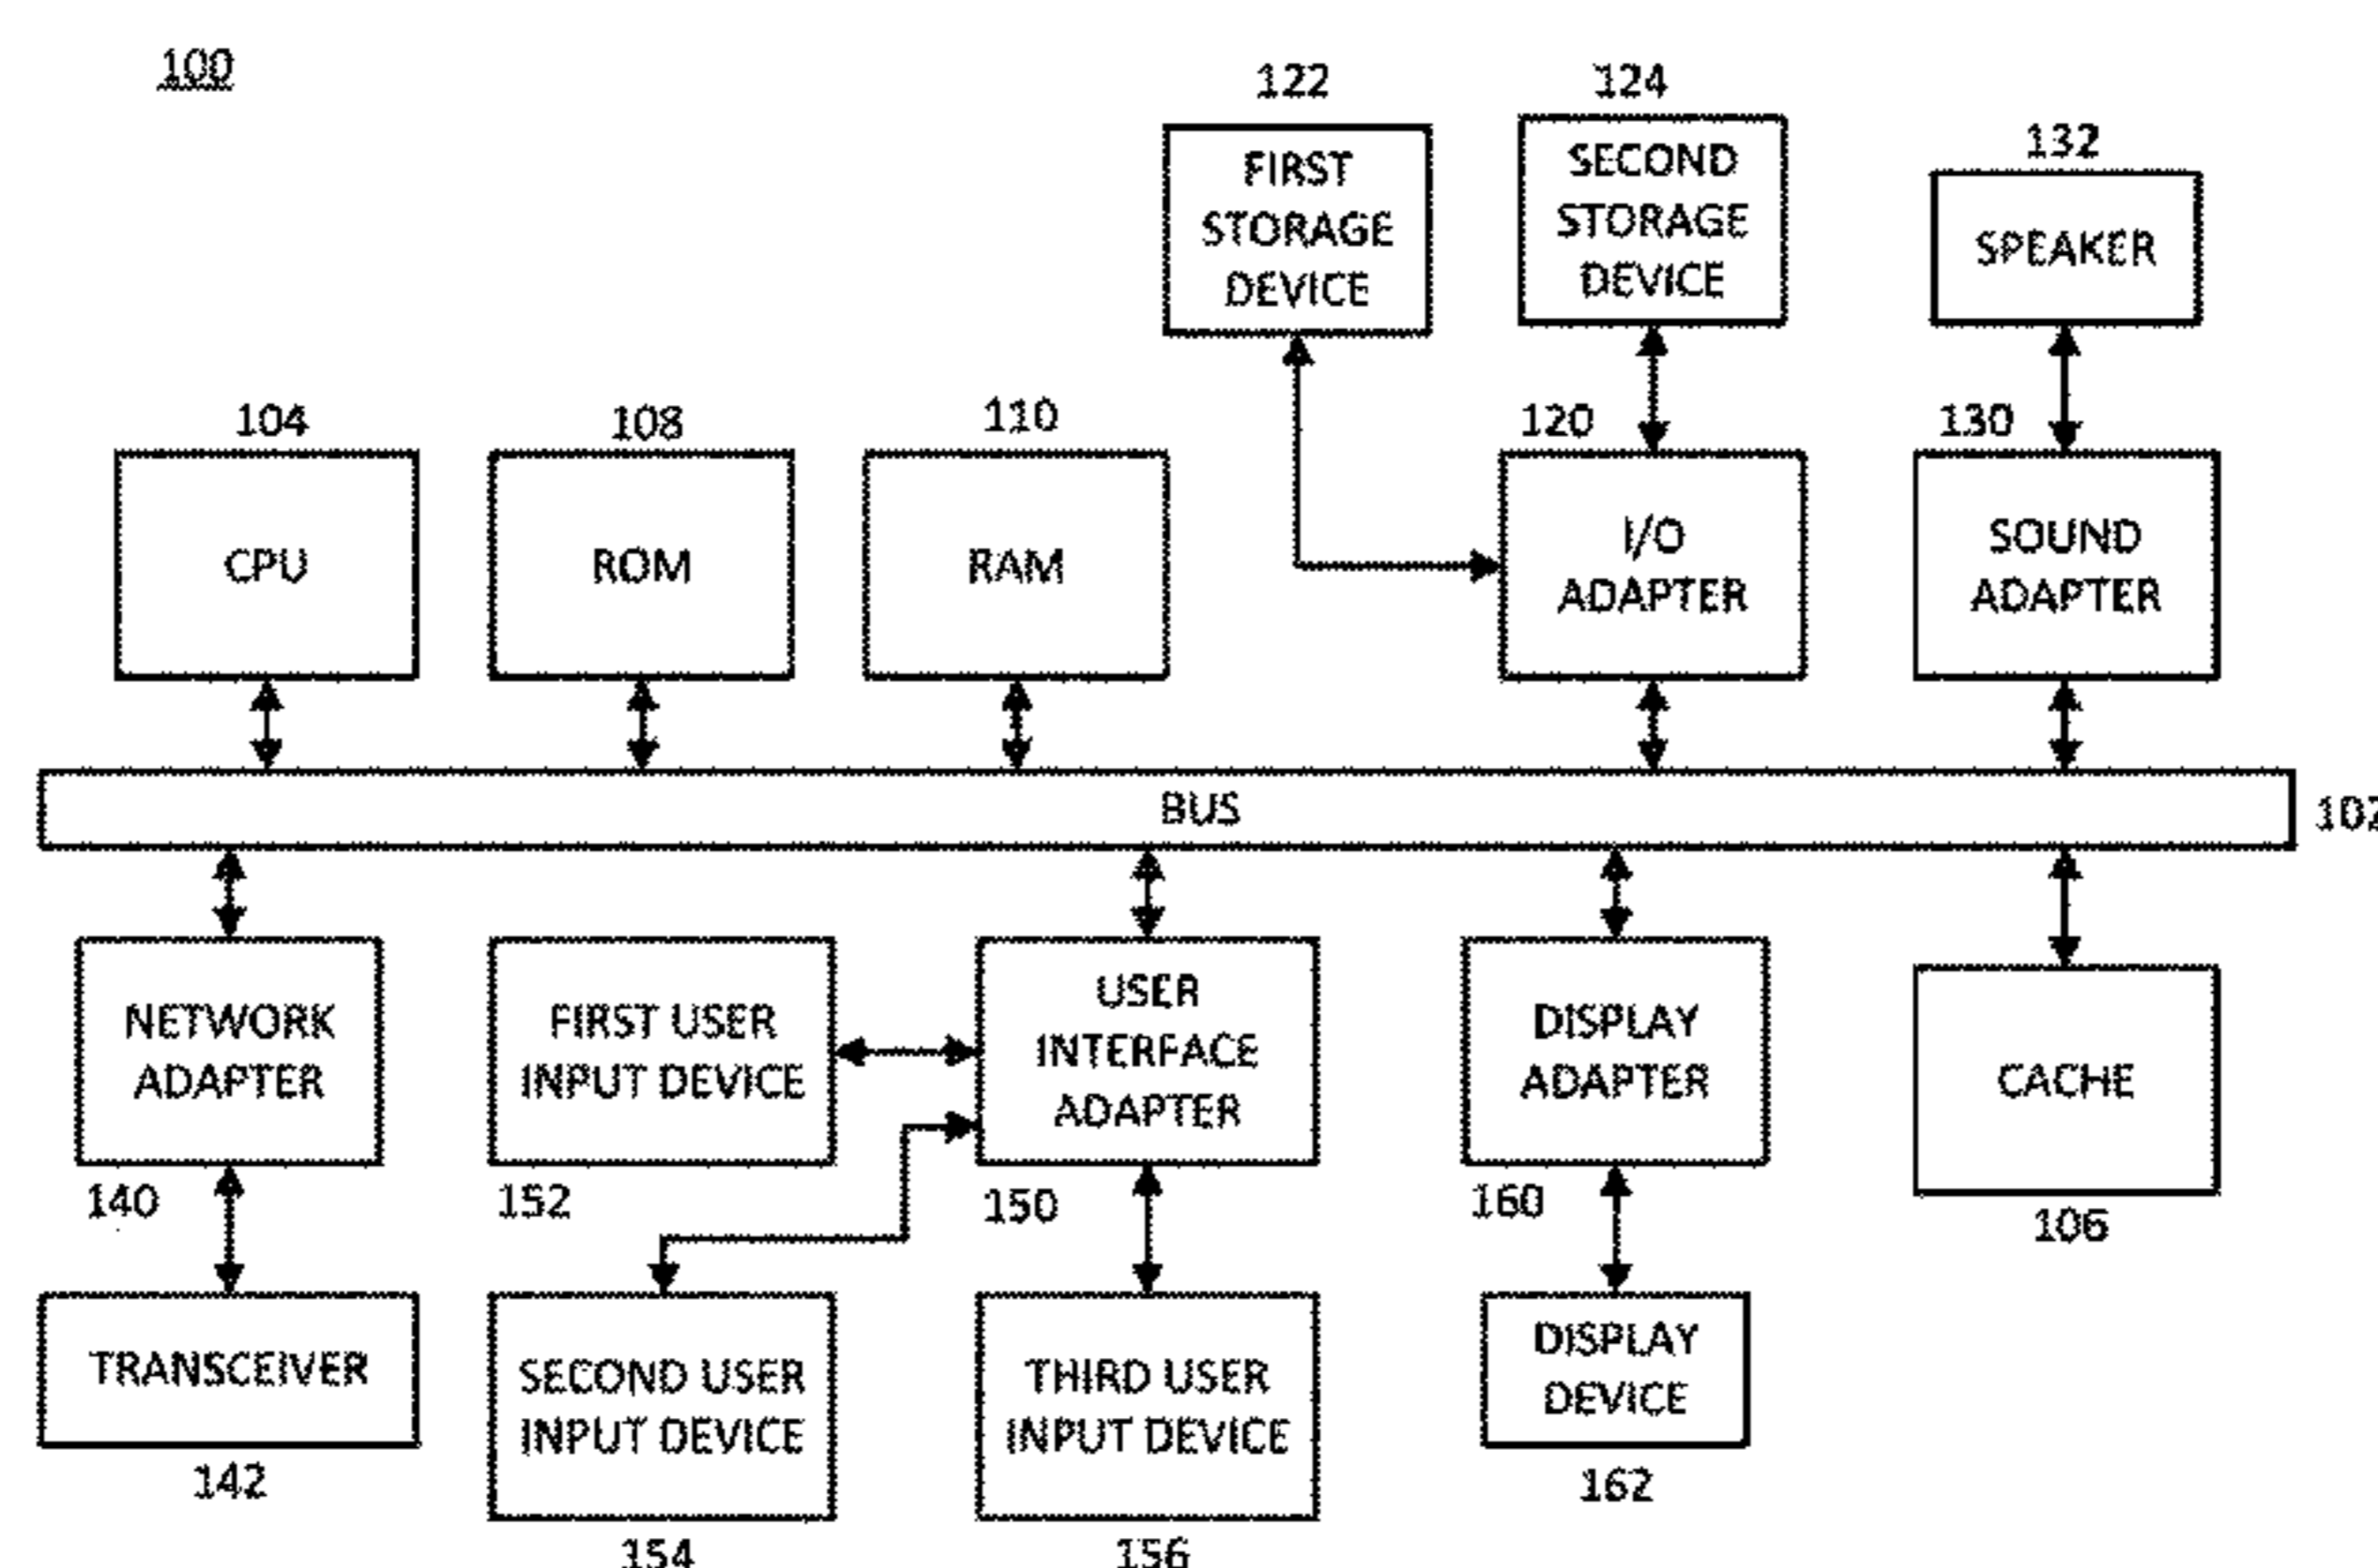 100
122
124
132
FIRST
STORAGE
DEVICE
SECOND
STORAGE
DEVICE
SPEAKER
104
108
110
120
130
CPU
ROM
RAM
I/O
ADAPTER
SOUND
ADAPTER
BUS
102
NETWORK
ADAPTER
FIRST USER
INPUT DEVICE
USER
INTERFACE
ADAPTER
DISPLAY
ADAPTER
CACHE
140
152
150
160
106
TRANSCEIVER
SECOND USER
INPUT DEVICE
THIRD USER
INPUT DEVICE
DISPLAY
DEVICE
142
154
156
162